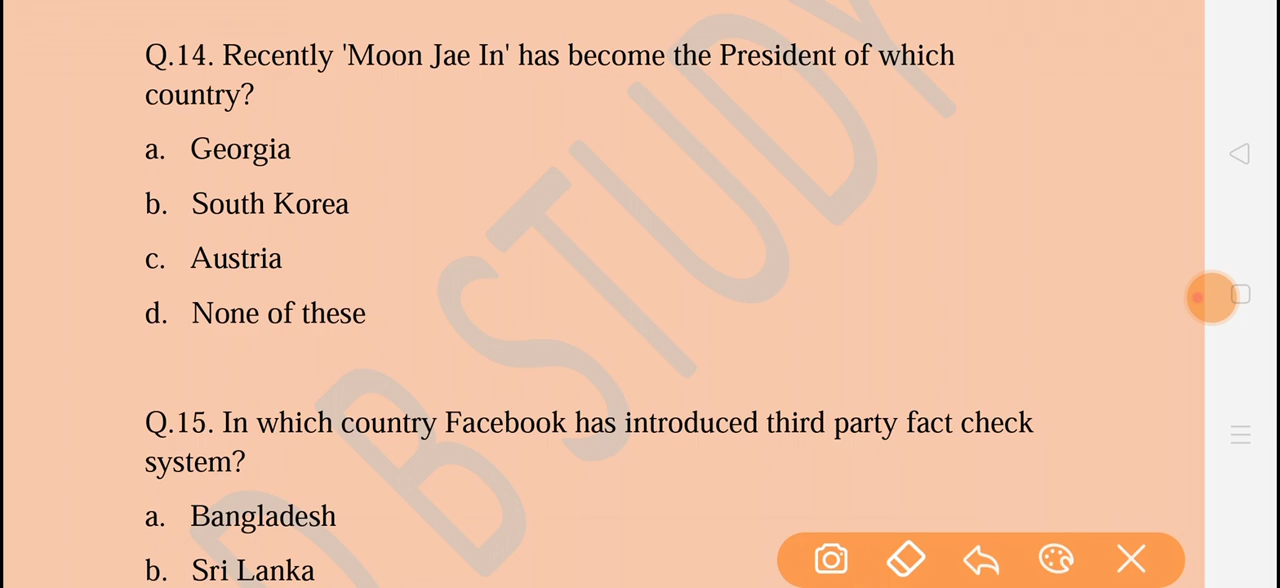 Q.14. Recently 'Moon Jae In' has become the President of which
country?
a. Georgia
b. South Korea
c. Austria
d. None of these
Q.15. In which country Facebook has introduced third party fact check
system?
a. Bangladesh
b. Sri Lanka
D B STUDY